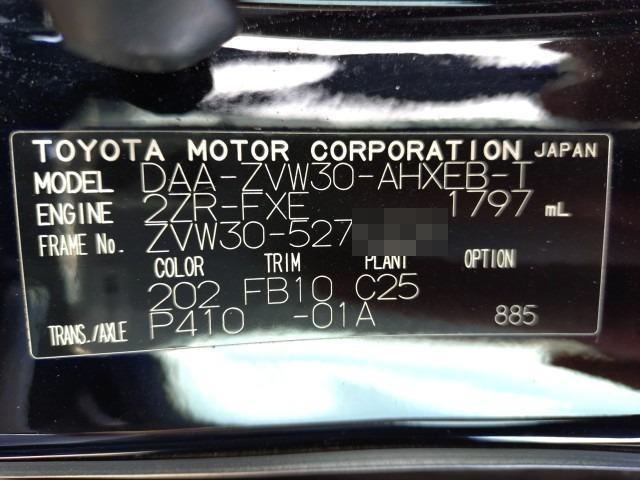 TOYOTA MOTOR CORPORATION JAPAN
MODEL DAA-ZVW30-AHXEB-T
ENGINE 2ZR-FXE 1797 mL
FRAME No. ZVW30-527
COLOR TRIM PLANT OPTION
202 FB10 C25
TRANS./AXLE P410 -01A 885